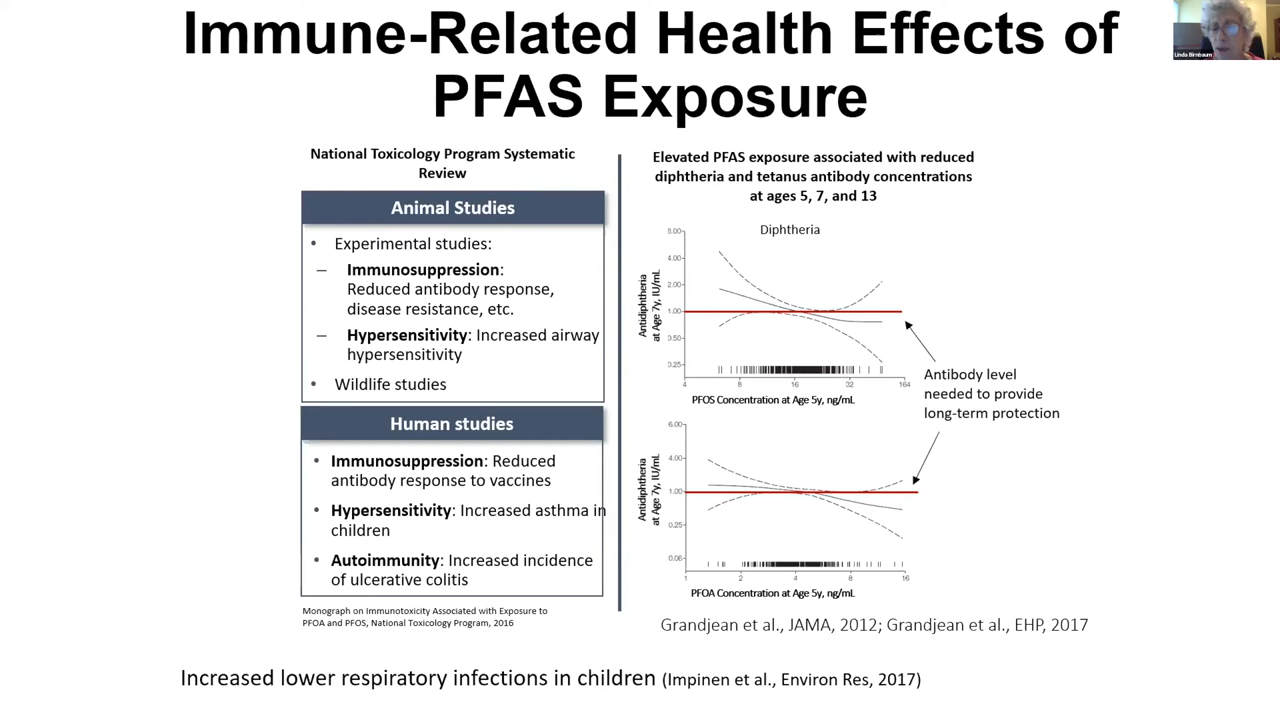 Immune-Related Health Effects of
PFAS Exposure
Linda Birnbaum
National Toxicology Program Systematic
Review
Animal Studies
• Experimental studies:
– Immunosuppression:
Reduced antibody response,
disease resistance, etc.
– Hypersensitivity: Increased airway
hypersensitivity
• Wildlife studies
Human studies
• Immunosuppression: Reduced
antibody response to vaccines
• Hypersensitivity: Increased asthma in
children
• Autoimmunity: Increased incidence
of ulcerative colitis
Monograph on Immunotoxicity Associated with Exposure to
PFOA and PFOS, National Toxicology Program, 2016
Elevated PFAS exposure associated with reduced
diphtheria and tetanus antibody concentrations
at ages 5, 7, and 13
Diphtheria
Antidiphtheria
at Age 7y, IU/mL
8.00
4.00
2.00
1.00
0.50
0.25
4
8
16
32
164
PFOS Concentration at Age 5y, ng/mL
Antibody level
needed to provide
long-term protection
Antidiphtheria
at Age 7y, IU/mL
6.00
4.00
1.00
0.25
0.06
1
2
4
8
16
PFOA Concentration at Age 5y, ng/mL
Grandjean et al., JAMA, 2012; Grandjean et al., EHP, 2017
Increased lower respiratory infections in children (Impinen et al., Environ Res, 2017)